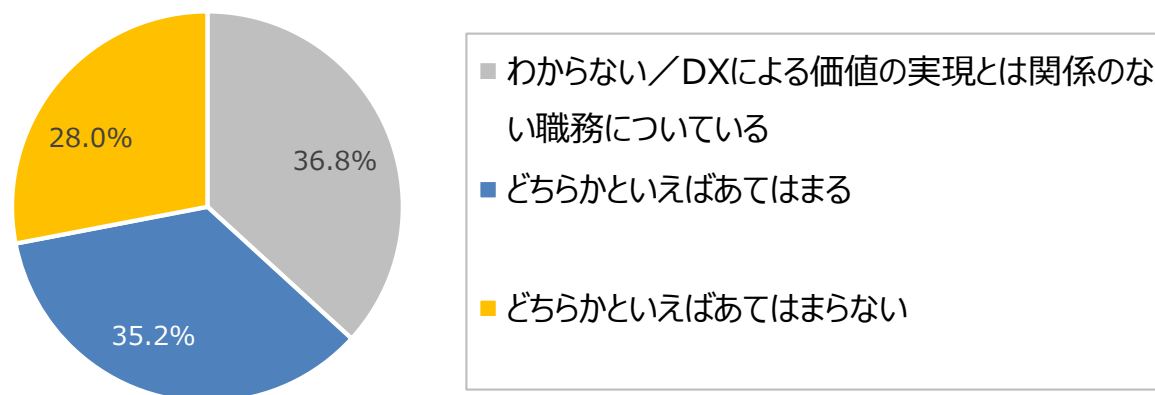 わからない／DXによる価値の実現とは関係のな
い職務についている
28.0%
36.8%
どちらかといえばあてはまる
どちらかといえばあてはまらない
35.2%